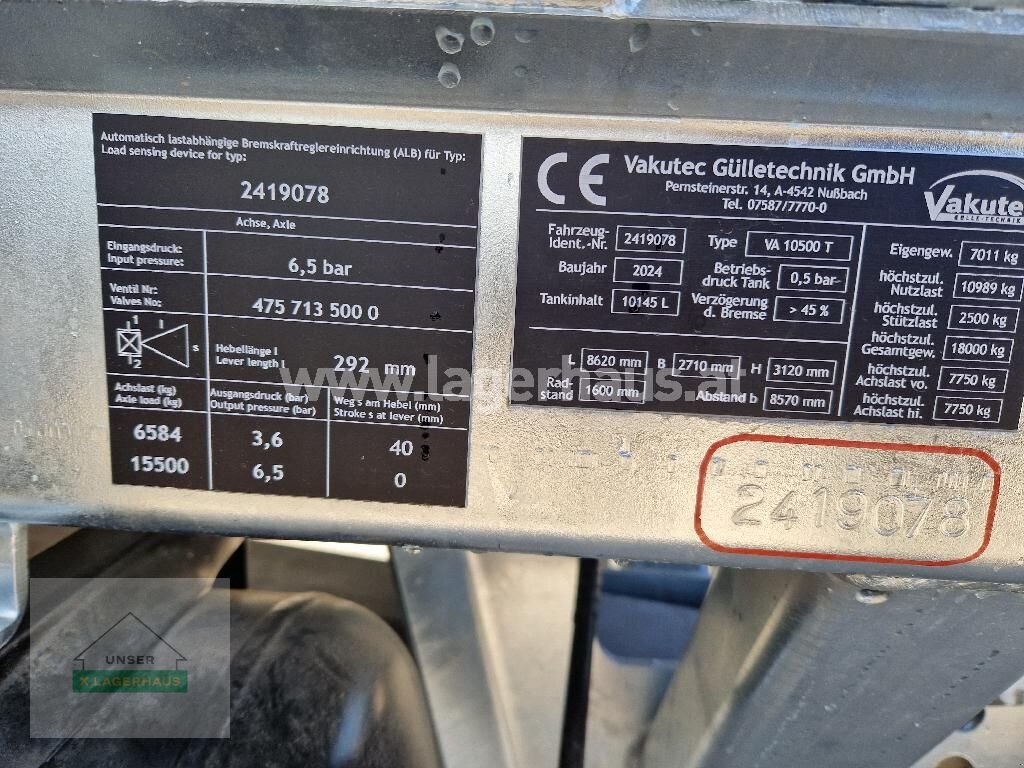 Automatisch lastabhängige Bremskraftreglereinrichtung (ALB) für Typ:
Load sensing device for typ:
2419078
Achse, Axle
Eingangsdruck:
Input pressure:
6,5 bar
Ventil Nr:
Valves No:
475 713 500 0
1
2
s
Hebellänge l
Lever length l
292 mm
Achslast (kg)
Axle load (kg)
Ausgangsdruck (bar)
Output pressure (bar)
Weg s am Hebel (mm)
Stroke s at lever (mm)
6584 3,6 40
15500 6,5 0
CE Vakutec Gülletechnik GmbH
Pernsteinerstr. 14, A-4542 Nußbach
Tel. 07587/7770-0
Vakutec
GÜLLE-TECHNIK
Fahrzeug-
Ident.-Nr. 2419078
Type VA 10500 T
Baujahr 2024
Betriebs-
druck Tank 0,5 bar
Tankinhalt 10145 L
Verzögerung
d. Bremse > 45 %
L 8620 mm B 2710 mm H 3120 mm
Rad-
stand 1600 mm
Abstand b 8570 mm
Eigengew. 7011 kg
höchstzul.
Nutzlast 10989 kg
höchstzul.
Stützlast 2500 kg
höchstzul.
Gesamtgew. 18000 kg
höchstzul.
Achslast vo. 7750 kg
höchstzul.
Achslast hi. 7750 kg
www.lagerhaus.at
2419078
UNSER
X LAGERHAUS